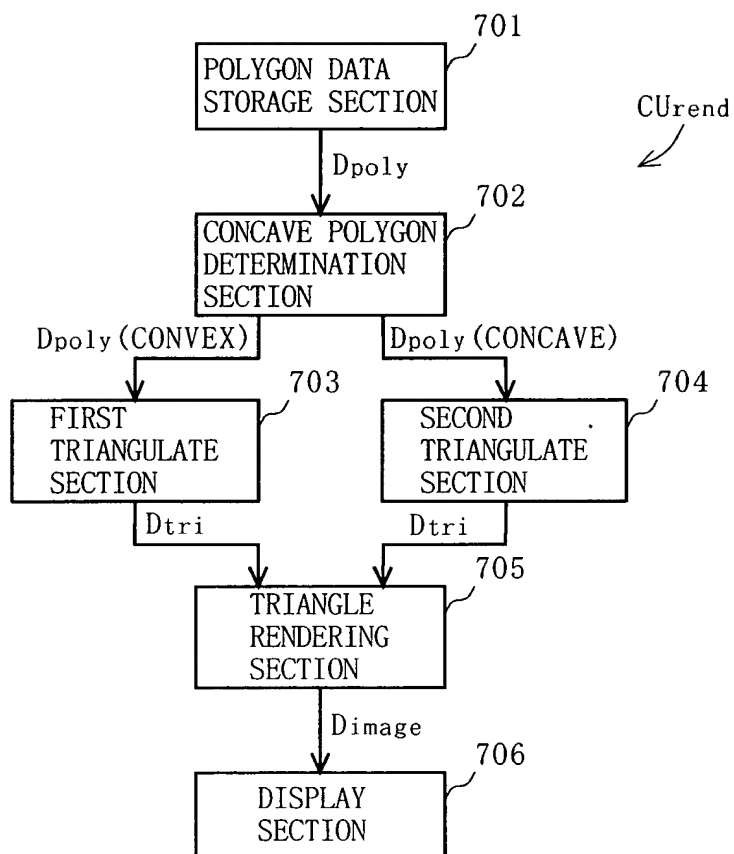 701
POLYGON DATA
STORAGE SECTION
CUrend
Dpoly
702
CONCAVE POLYGON
DETERMINATION
SECTION
Dpoly(CONVEX)
Dpoly(CONCAVE)
703
704
FIRST
TRIANGULATE
SECTION
SECOND
TRIANGULATE
SECTION
Dtri
Dtri
705
TRIANGLE
RENDERING
SECTION
Dimage
706
DISPLAY
SECTION